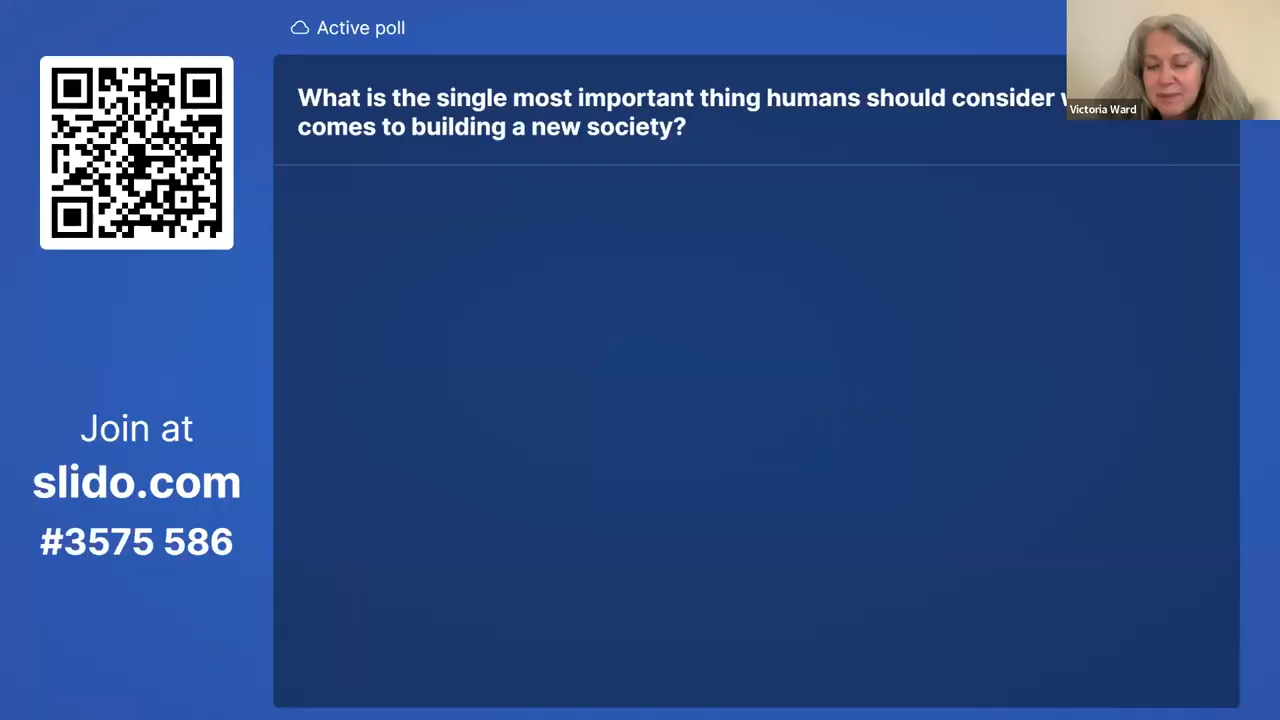 Active poll
What is the single most important thing humans should consider
comes to building a new society?
Victoria Ward
Join at
slido.com
#3575 586